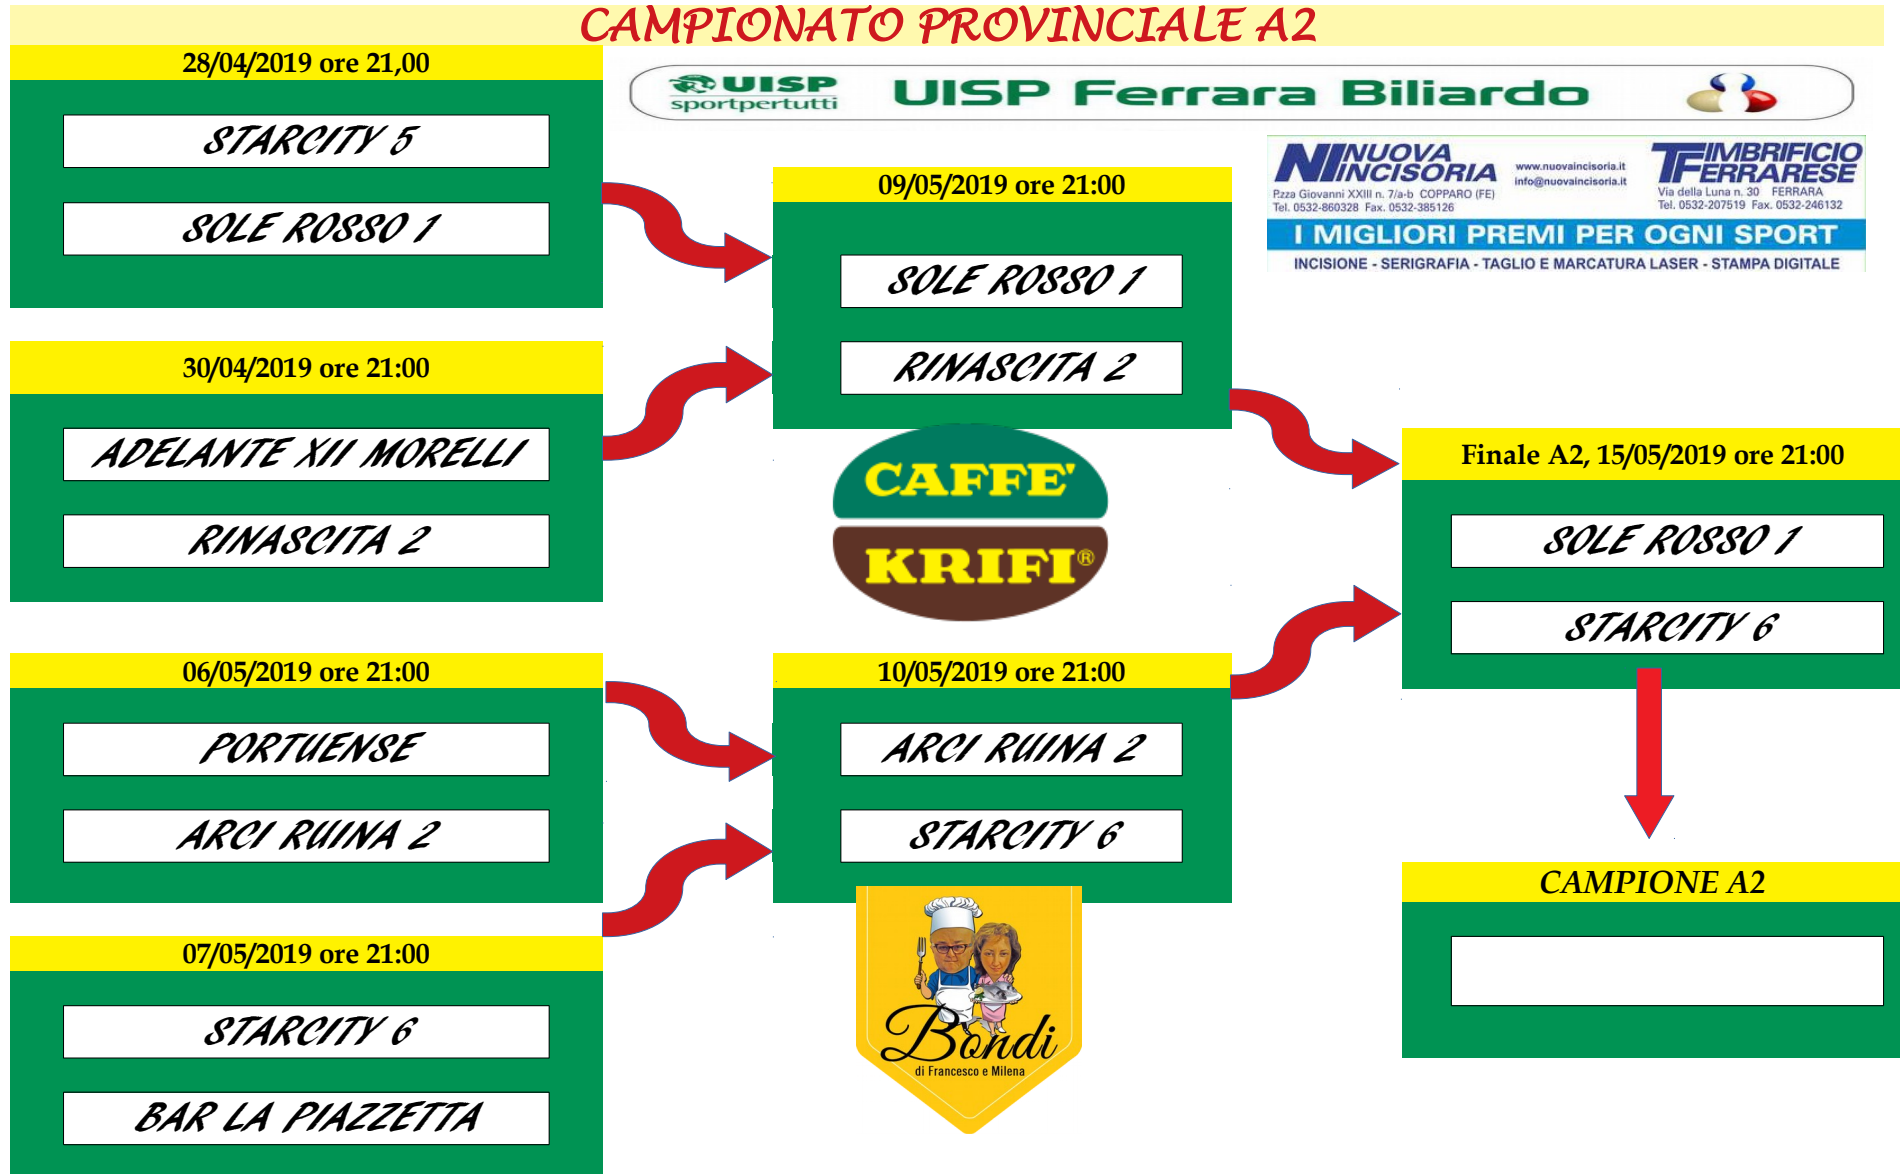 CAMPIONATO PROVINCIALE A2
28/04/2019 ore 21,00
STARCITY 5
SOLE ROSSO 1
30/04/2019 ore 21:00
ADELANTE XII MORELLI
RINASCITA 2
06/05/2019 ore 21:00
PORTUENSE
ARCI RUINA 2
07/05/2019 ore 21:00
STARCITY 6
BAR LA PIAZZETTA
UISP
sportpertutti
UISP Ferrara Biliardo
NI NUOVA
INCISORIA
www.nuovaincisoria.it
info@nuovaincisoria.it
P.zza Giovanni XXIII n. 7/a-b COPPARO (FE)
Tel. 0532-860328 Fax. 0532-385126
TIMBRIFICIO
FERRARESE
Via della Luna n. 30 FERRARA
Tel. 0532-207519 Fax. 0532-246132
I MIGLIORI PREMI PER OGNI SPORT
INCISIONE - SERIGRAFIA - TAGLIO E MARCATURA LASER - STAMPA DIGITALE
09/05/2019 ore 21:00
SOLE ROSSO 1
RINASCITA 2
CAFFE'
KRIFI®
10/05/2019 ore 21:00
ARCI RUINA 2
STARCITY 6
Bondi
di Francesco e Milena
Finale A2, 15/05/2019 ore 21:00
SOLE ROSSO 1
STARCITY 6
CAMPIONE A2